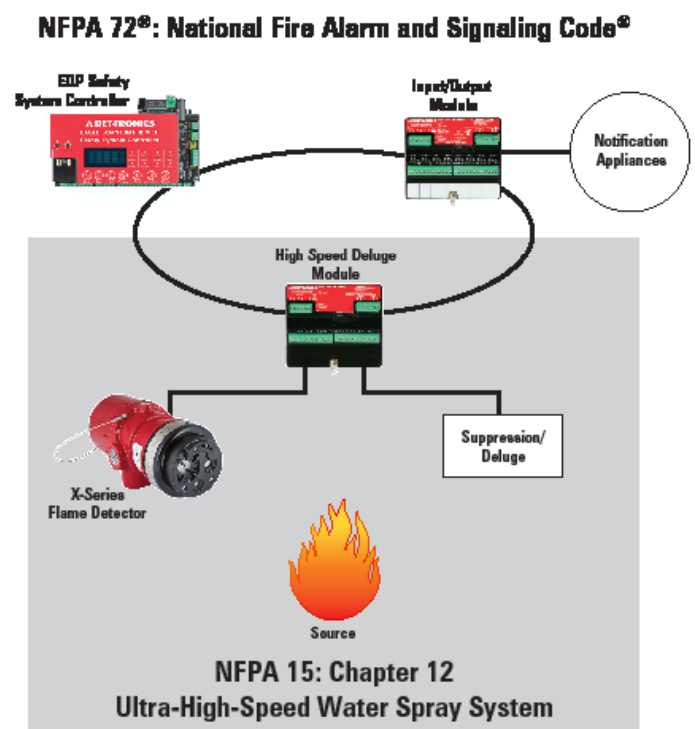 NFPA 72®: National Fire Alarm and Signaling Code®
EQP Safety
System Controller
Input/Output
Module
DET-TRONICS
Notification
Appliances
High Speed Deluge
Module
X-Series
Flame Detector
Suppression/
Deluge
Source
NFPA 15: Chapter 12
Ultra-High-Speed Water Spray System